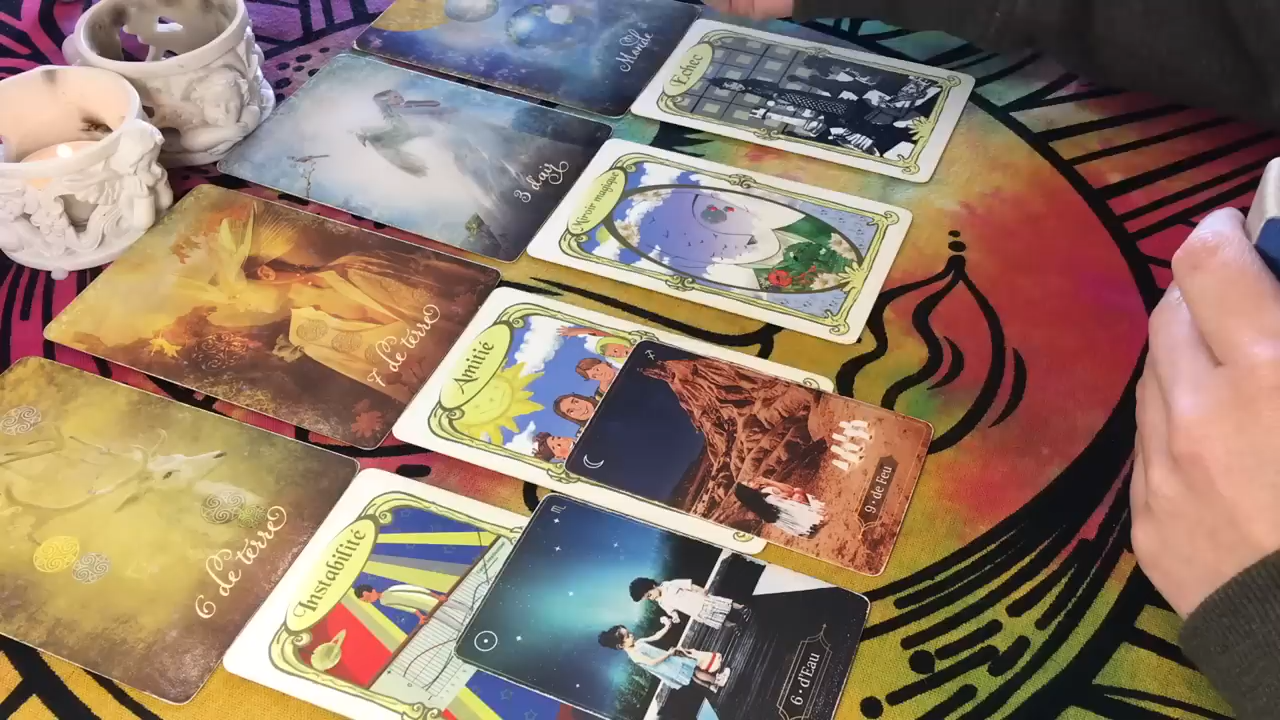 Monde
Echec
3 d'air
Miroir magique
7 de terre
Amitié
9 • de Feu
6 de terre
Instabilité
6 • d'Eau